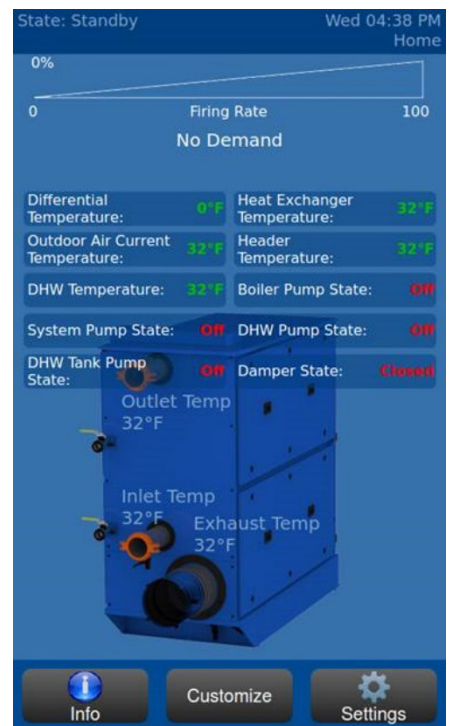 State: Standby
Wed 04:38 PM
Home
0%
0 Firing Rate 100
No Demand
Differential
Temperature: 0°F
Heat Exchanger
Temperature: 32°F
Outdoor Air Current
Temperature: 32°F
Header
Temperature: 32°F
DHW Temperature: 32°F
Boiler Pump State: Off
System Pump State: Off
DHW Pump State: Off
DHW Tank Pump
State: Off
Damper State: Closed
Outlet Temp
32°F
Inlet Temp
32°F
Exhaust Temp
32°F
Info
Customize
Settings